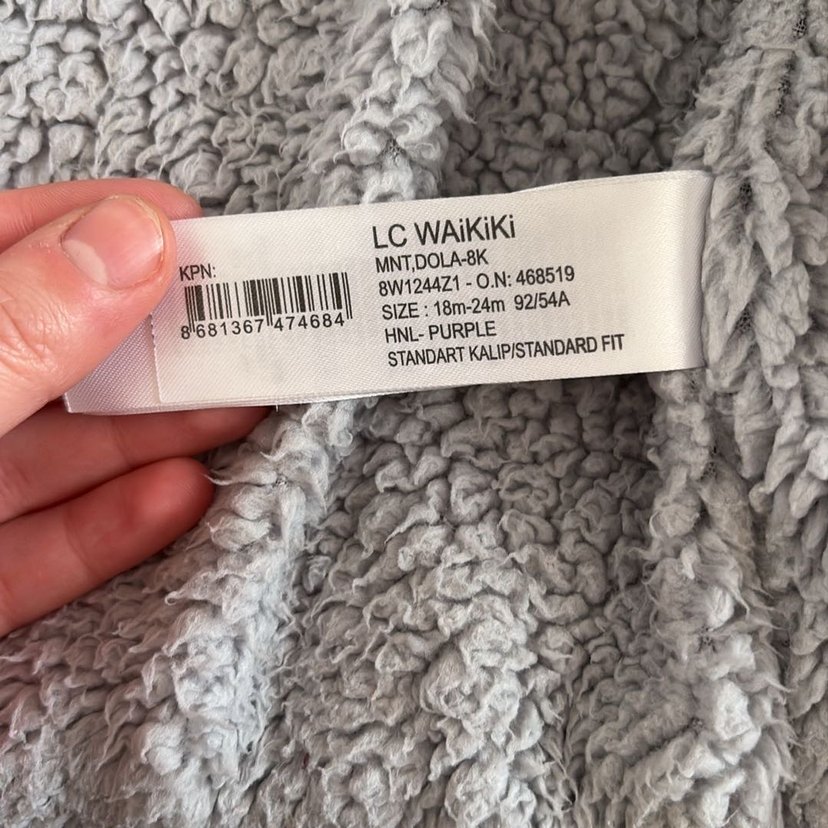 KPN:
8 681367 474684
LC WAiKiKi
MNT,DOLA-8K
8W1244Z1 - O.N: 468519
SIZE : 18m-24m 92/54A
HNL- PURPLE
STANDART KALIP/STANDARD FIT